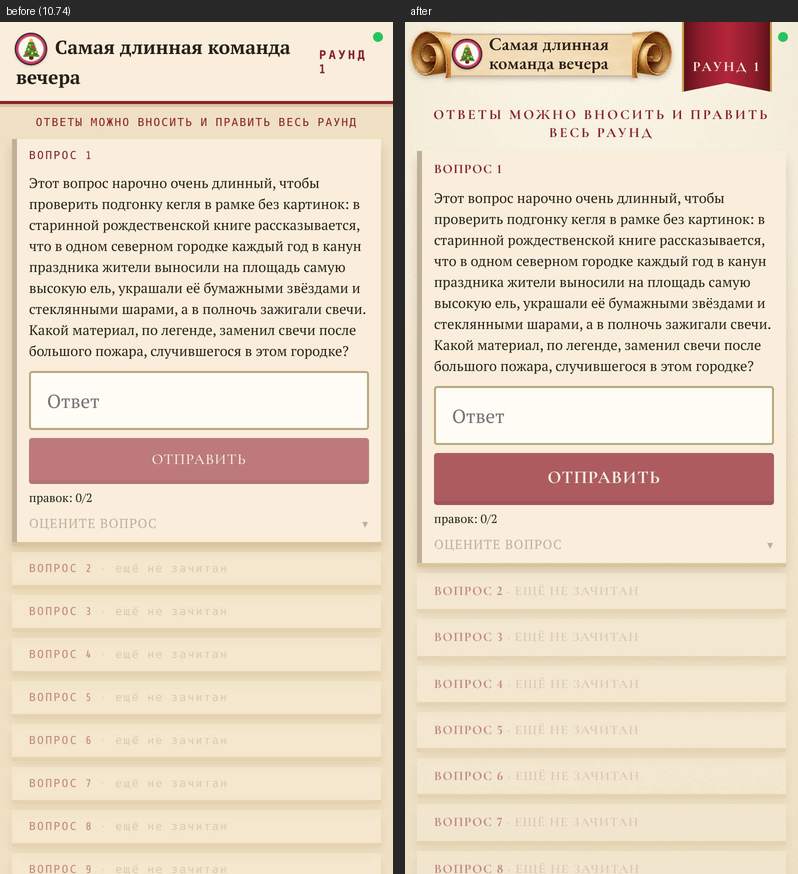 before (10.74)
Самая длинная команда
вечера
РАУНД
1
ОТВЕТЫ МОЖНО ВНОСИТЬ И ПРАВИТЬ ВЕСЬ РАУНД
ВОПРОС 1
Этот вопрос нарочно очень длинный, чтобы
проверить подгонку кегля в рамке без картинок: в
старинной рождественской книге рассказывается,
что в одном северном городке каждый год в канун
праздника жители выносили на площадь самую
высокую ель, украшали её бумажными звёздами и
стеклянными шарами, а в полночь зажигали свечи.
Какой материал, по легенде, заменил свечи после
большого пожара, случившегося в этом городке?
Ответ
ОТПРАВИТЬ
правок: 0/2
ОЦЕНИТЕ ВОПРОС ▾
ВОПРОС 2 · ещё не зачитан
ВОПРОС 3 · ещё не зачитан
ВОПРОС 4 · ещё не зачитан
ВОПРОС 5 · ещё не зачитан
ВОПРОС 6 · ещё не зачитан
ВОПРОС 7 · ещё не зачитан
ВОПРОС 8 · ещё не зачитан
ВОПРОС 9 · ещё не зачитан
after
Самая длинная
команда вечера
РАУНД 1
ОТВЕТЫ МОЖНО ВНОСИТЬ И ПРАВИТЬ
ВЕСЬ РАУНД
ВОПРОС 1
Этот вопрос нарочно очень длинный, чтобы
проверить подгонку кегля в рамке без картинок: в
старинной рождественской книге рассказывается,
что в одном северном городке каждый год в канун
праздника жители выносили на площадь самую
высокую ель, украшали её бумажными звёздами и
стеклянными шарами, а в полночь зажигали свечи.
Какой материал, по легенде, заменил свечи после
большого пожара, случившегося в этом городке?
Ответ
ОТПРАВИТЬ
правок: 0/2
ОЦЕНИТЕ ВОПРОС ▾
ВОПРОС 2 · ЕЩЁ НЕ ЗАЧИТАН
ВОПРОС 3 · ЕЩЁ НЕ ЗАЧИТАН
ВОПРОС 4 · ЕЩЁ НЕ ЗАЧИТАН
ВОПРОС 5 · ЕЩЁ НЕ ЗАЧИТАН
ВОПРОС 6 · ЕЩЁ НЕ ЗАЧИТАН
ВОПРОС 7 · ЕЩЁ НЕ ЗАЧИТАН
ВОПРОС 8 · ЕЩЁ НЕ ЗАЧИТАН